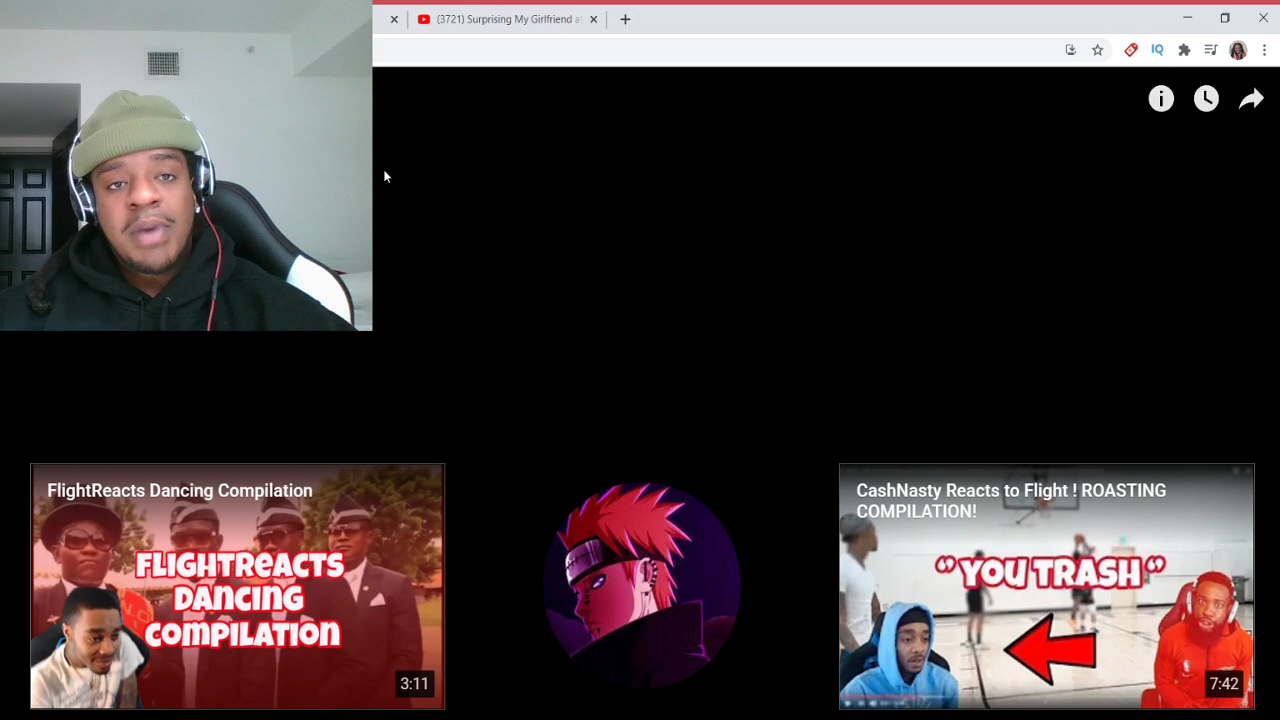 (3721) Surprising My Girlfriend a
IQ
FlightReacts Dancing Compilation
FLIGHTREACTS
DANCING
COMPILATION
3:11
CashNasty Reacts to Flight ! ROASTING
COMPILATION!
“YOU TRASH“
7:42